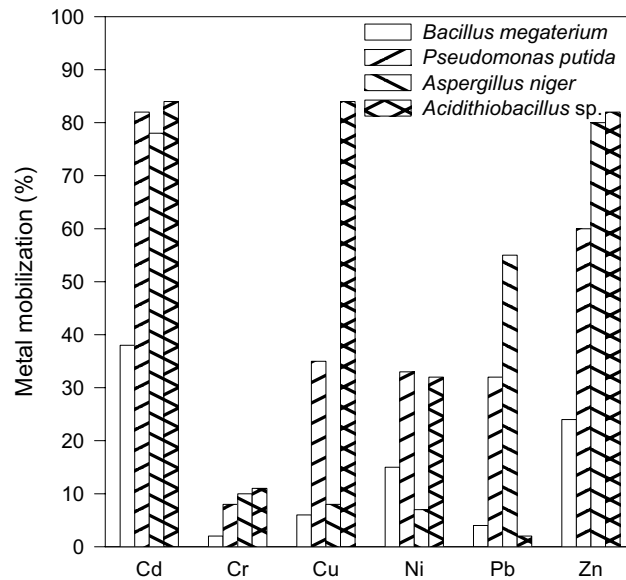 100
90
80
70
60
50
40
30
20
10
0
Metal mobilization (%)
Bacillus megaterium
Pseudomonas putida
Aspergillus niger
Acidithiobacillus sp.
Cd Cr Cu Ni Pb Zn